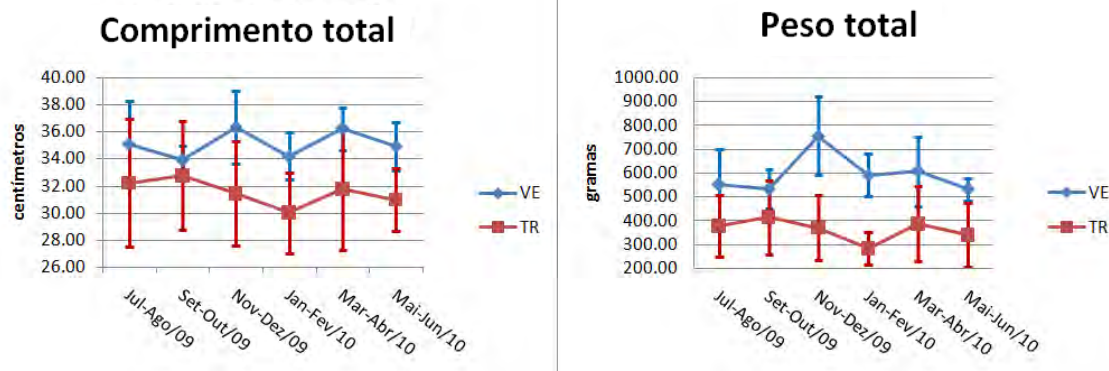 Comprimento total
centímetros
40.00
38.00
36.00
34.00
32.00
30.00
28.00
26.00
Jul-Ago/09
Set-Out/09
Nov-Dez/09
Jan-Fev/10
Mar-Abr/10
Mai-Jun/10
VE
TR
Peso total
gramas
1000.00
900.00
800.00
700.00
600.00
500.00
400.00
300.00
200.00
Jul-Ago/09
Set-Out/09
Nov-Dez/09
Jan-Fev/10
Mar-Abr/10
Mai-Jun/10
VE
TR